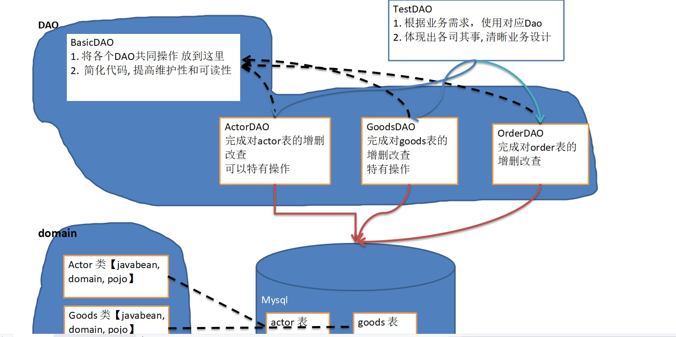 DAO
BasicDAO
1. 将各个DAO共同操作 放到这里
2. 简化代码, 提高维护性和可读性
TestDAO
1. 根据业务需求，使用对应Dao
2. 体现出各司其事, 清晰业务设计
ActorDAO
完成对actor表的增删
改查
可以特有操作
GoodsDAO
完成对goods表的
增删改查
特有操作
OrderDAO
完成对order表的
增删改查
domain
Actor 类【javabean,
domain, pojo】
Goods 类【javabean,
domain, pojo】
Mysql
actor 表
goods 表